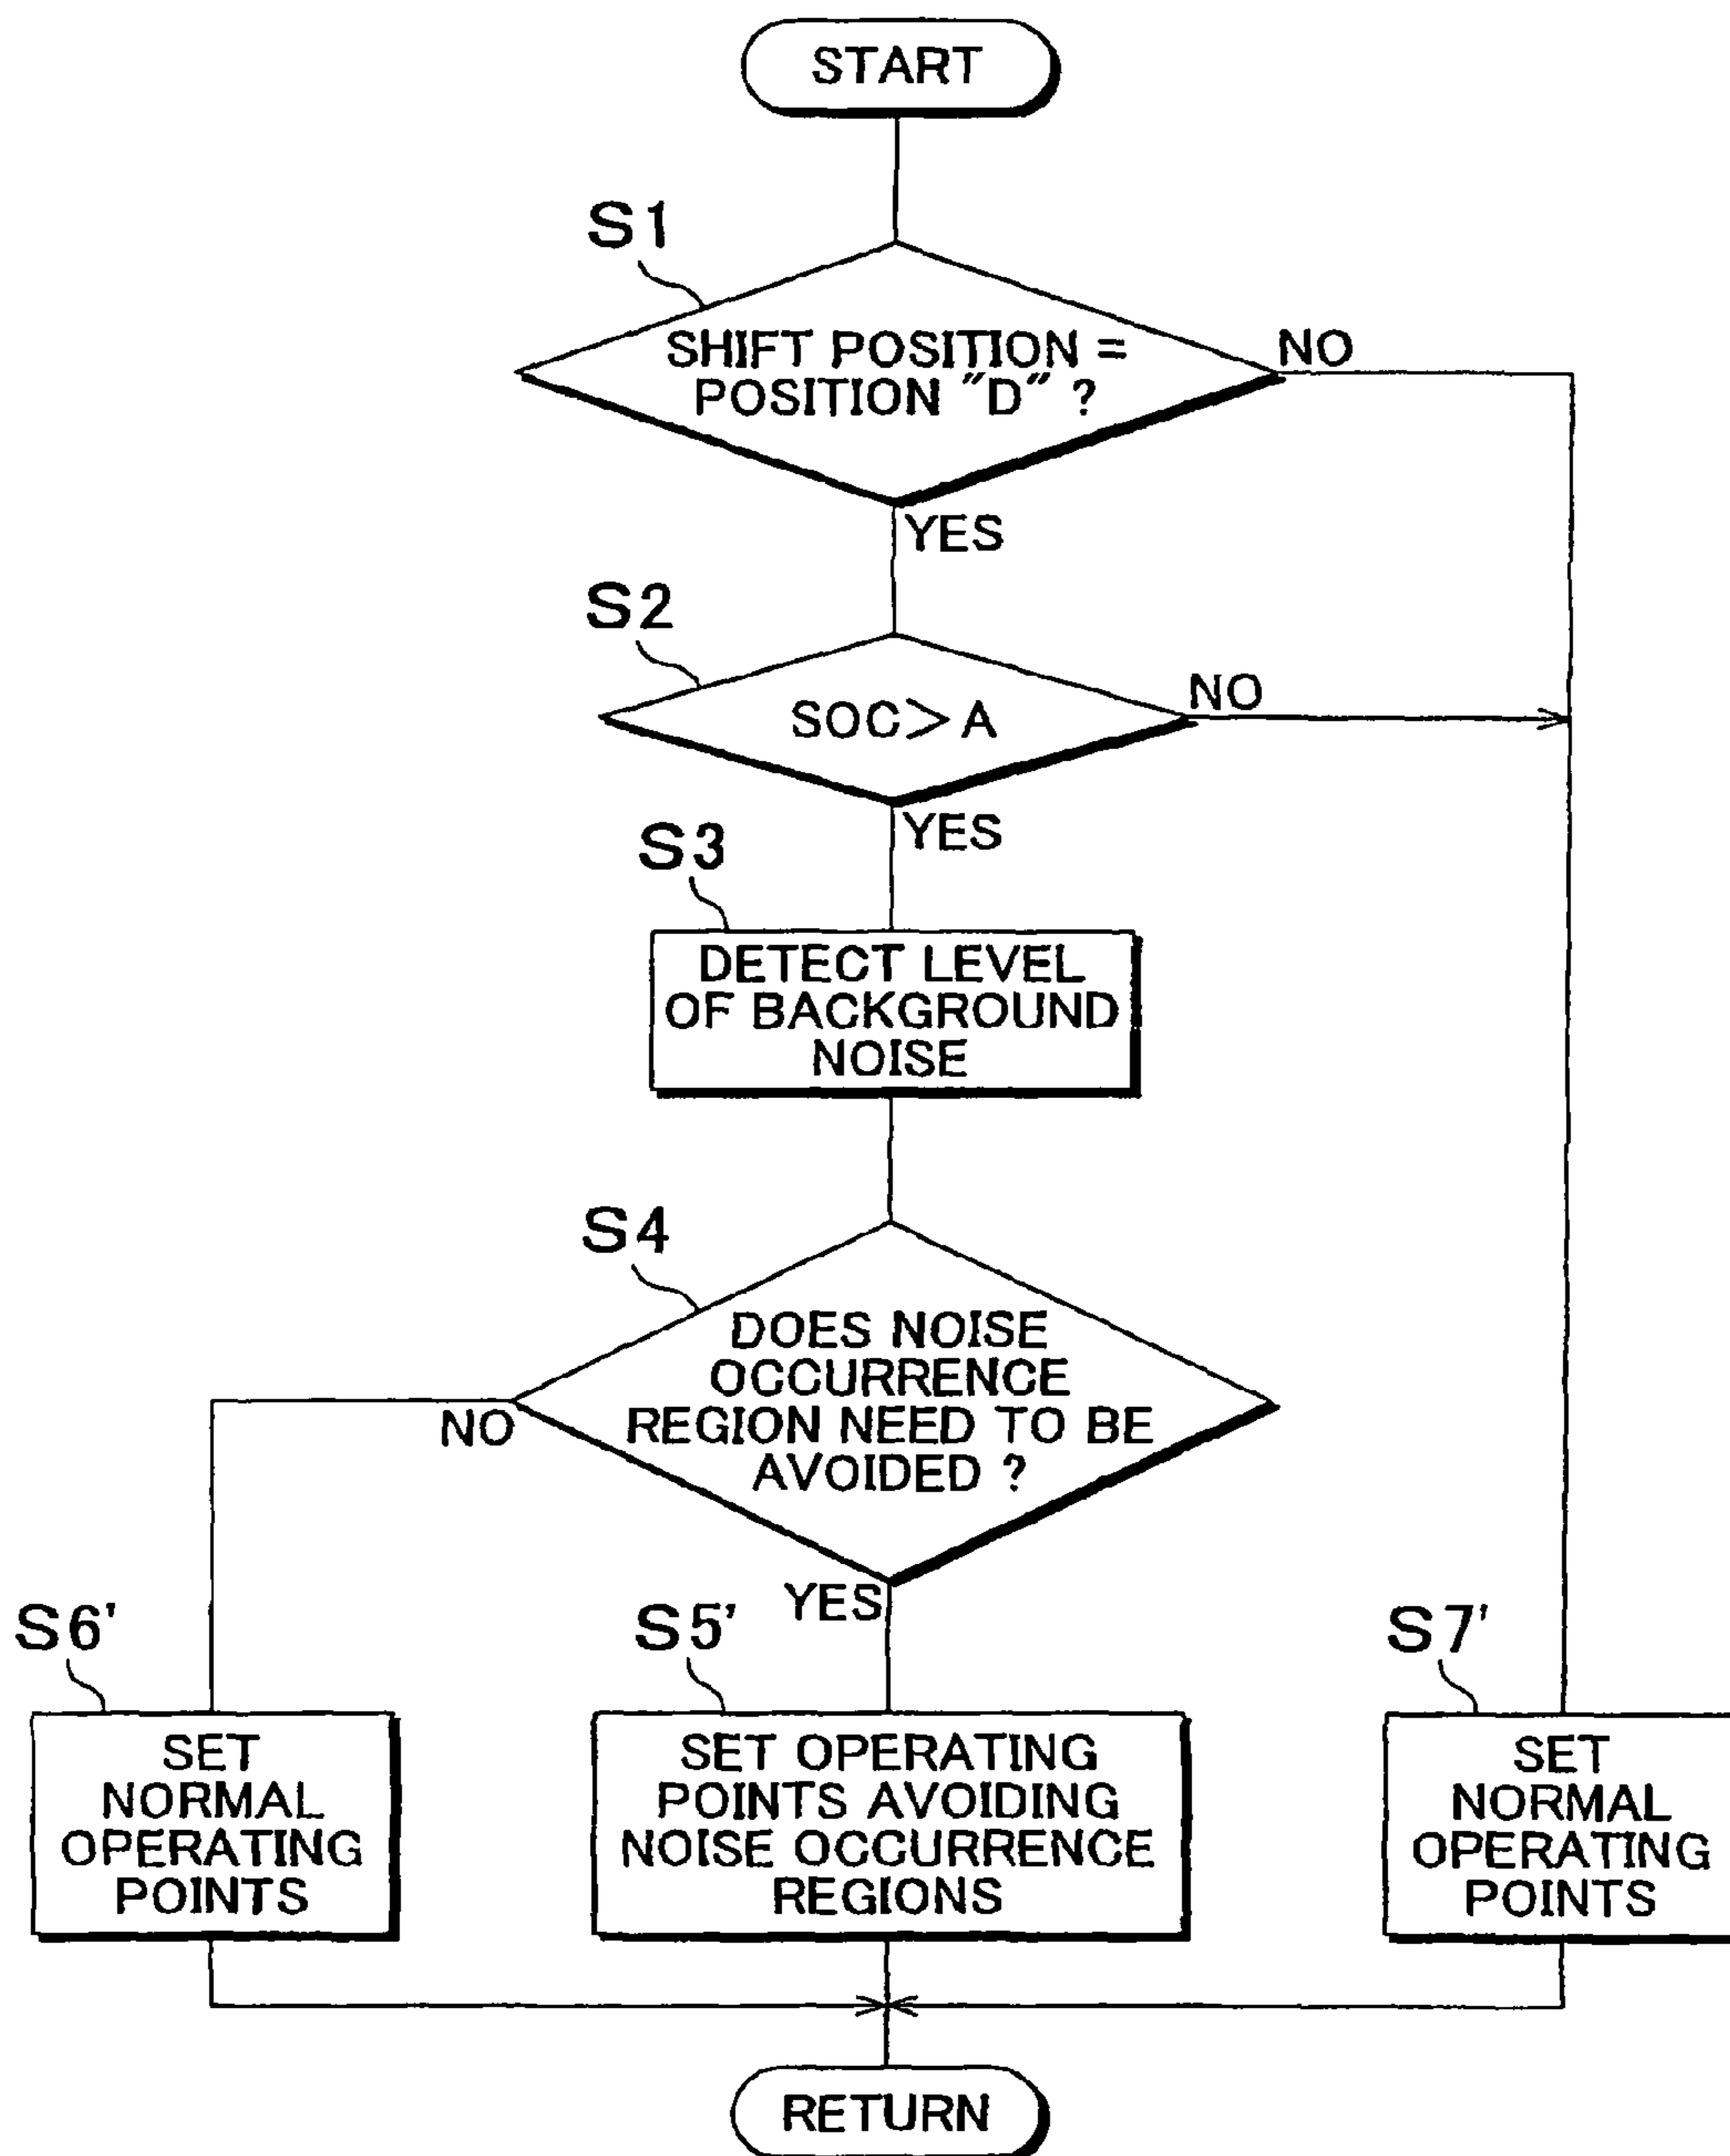 START
S1
SHIFT POSITION =
POSITION "D" ?
NO
YES
S2
SOC>A
NO
YES
S3
DETECT LEVEL
OF BACKGROUND
NOISE
S4
DOES NOISE
OCCURRENCE
REGION NEED TO BE
AVOIDED ?
NO
YES
S6'
SET
NORMAL
OPERATING
POINTS
S5'
SET OPERATING
POINTS AVOIDING
NOISE OCCURRENCE
REGIONS
S7'
SET
NORMAL
OPERATING
POINTS
RETURN